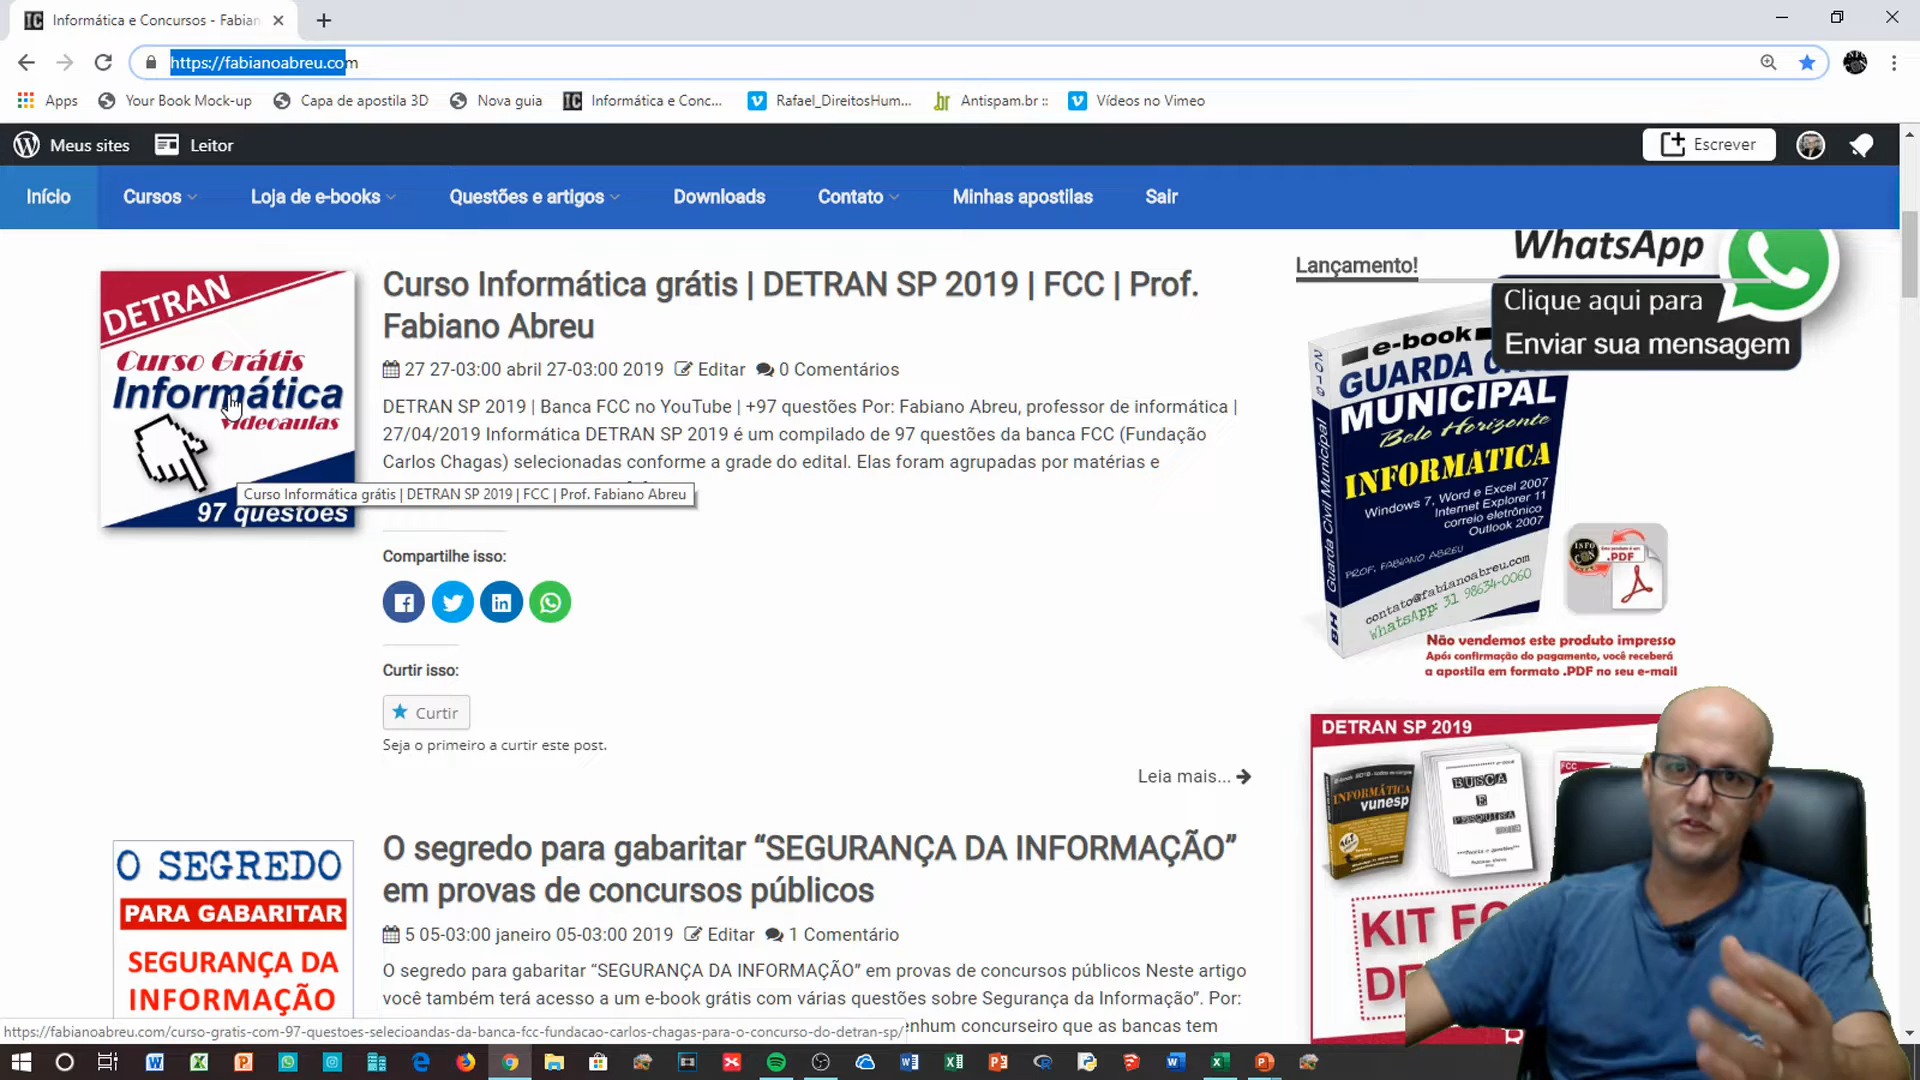 Informática e Concursos - Fabian
https://fabianoabreu.com
Apps
Your Book Mock-up
Capa de apostila 3D
Nova guia
Informática e Conc...
Rafael_DireitosHum...
Antispam.br ::
Vídeos no Vimeo
Meus sites
Leitor
Escrever
Início
Cursos
Loja de e-books
Questões e artigos
Downloads
Contato
Minhas apostilas
Sair
DETRAN
Curso Grátis
Informática
Videoaulas
97 questões
Curso Informática grátis | DETRAN SP 2019 | FCC | Prof.
Fabiano Abreu
27 27-03:00 abril 27-03:00 2019 Editar 0 Comentários
DETRAN SP 2019 | Banca FCC no YouTube | +97 questões Por: Fabiano Abreu, professor de informática |
27/04/2019 Informática DETRAN SP 2019 é um compilado de 97 questões da banca FCC (Fundação
Carlos Chagas) selecionadas conforme a grade do edital. Elas foram agrupadas por matérias e
Curso Informática grátis | DETRAN SP 2019 | FCC | Prof. Fabiano Abreu
Compartilhe isso:
Curtir isso:
Curtir
Seja o primeiro a curtir este post.
Leia mais...
O SEGREDO
PARA GABARITAR
SEGURANÇA DA
INFORMAÇÃO
O segredo para gabaritar “SEGURANÇA DA INFORMAÇÃO”
em provas de concursos públicos
5 05-03:00 janeiro 05-03:00 2019 Editar 1 Comentário
O segredo para gabaritar “SEGURANÇA DA INFORMAÇÃO” em provas de concursos públicos Neste artigo
você também terá acesso a um e-book grátis com várias questões sobre Segurança da Informação”. Por:
enhum concurseiro que as bancas tem
https://fabianoabreu.com/curso-gratis-com-97-questoes-selecioandas-da-banca-fcc-fundacao-carlos-chagas-para-o-concurso-do-detran-sp/
Lançamento!
WhatsApp
Clique aqui para
Enviar sua mensagem
e-book
GUARDA
MUNICIPAL
Belo Horizonte
INFORMÁTICA
Windows 7, Word e Excel 2007
Internet Explorer 11
correio eletrônico
Outlook 2007
PROF. FABIANO ABREU
contato@fabianoabreu.com
WhatsApp: 31 98634-0060
2019
Guarda Civil Municipal
BH
INFO
CON
.PDF
Não vendemos este produto impresso
Após confirmação do pagamento, você receberá
a apostila em formato .PDF no seu e-mail
DETRAN SP 2019
INFORMÁTICA
vunesp
BUSCA
E
PESQUISA
FCC
KIT
DE